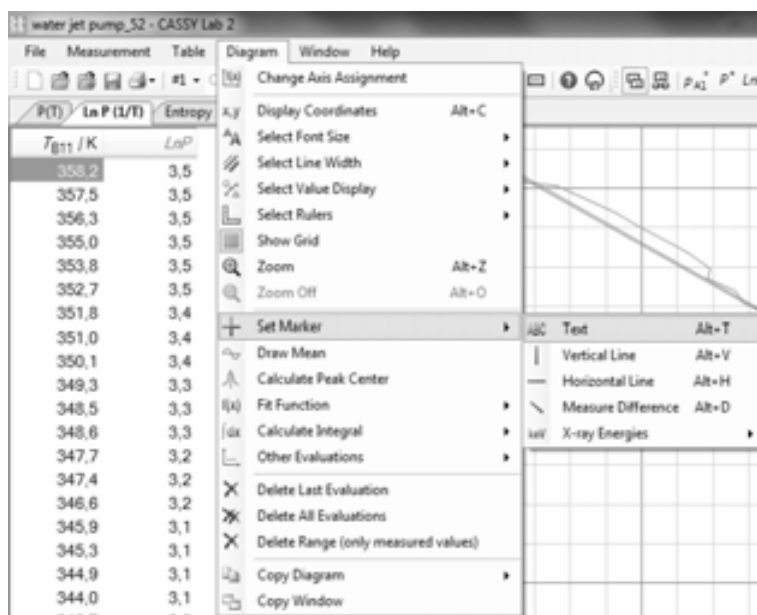 water jet pump_52 - CASSY Lab 2
File Measurement Table Diagram Window Help
#1
P(T) Ln P (1/T) Entropy
T_B11 / K LnP
358,2 3,5
357,5 3,5
356,3 3,5
355,0 3,5
353,8 3,5
352,7 3,5
351,8 3,4
351,0 3,4
350,1 3,4
349,3 3,3
348,5 3,3
348,6 3,3
347,7 3,2
347,4 3,2
346,6 3,2
345,9 3,1
345,3 3,1
344,9 3,1
344,0 3,1
Change Axis Assignment
x,y Display Coordinates Alt+C
AA Select Font Size
Select Line Width
Select Value Display
Select Rulers
Show Grid
Zoom Alt+Z
Zoom Off Alt+O
Set Marker
Draw Mean
Calculate Peak Center
f(x) Fit Function
∫dx Calculate Integral
Other Evaluations
Delete Last Evaluation
Delete All Evaluations
Delete Range (only measured values)
Copy Diagram
Copy Window
ABC Text Alt+T
Vertical Line Alt+V
Horizontal Line Alt+H
Measure Difference Alt+D
keV X-ray Energies